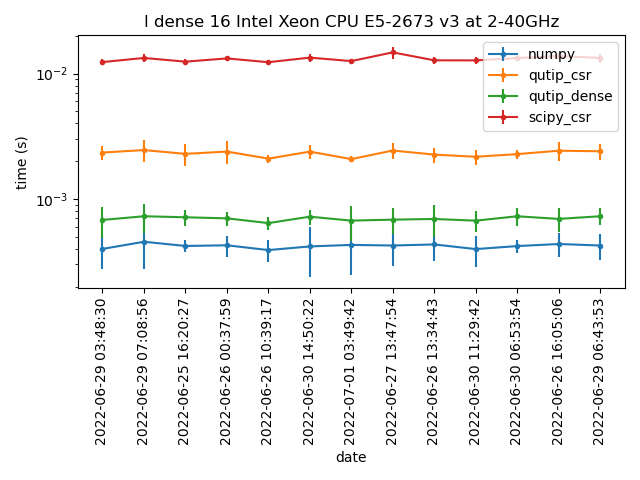 l dense 16 Intel Xeon CPU E5-2673 v3 at 2-40GHz
numpy
qutip_csr
qutip_dense
scipy_csr
time (s)
10⁻²
10⁻³
2022-06-29 03:48:30
2022-06-29 07:08:56
2022-06-25 16:20:27
2022-06-26 00:37:59
2022-06-26 10:39:17
2022-06-30 14:50:22
2022-07-01 03:49:42
2022-06-27 13:47:54
2022-06-26 13:34:43
2022-06-30 11:29:42
2022-06-30 06:53:54
2022-06-26 16:05:06
2022-06-29 06:43:53
date